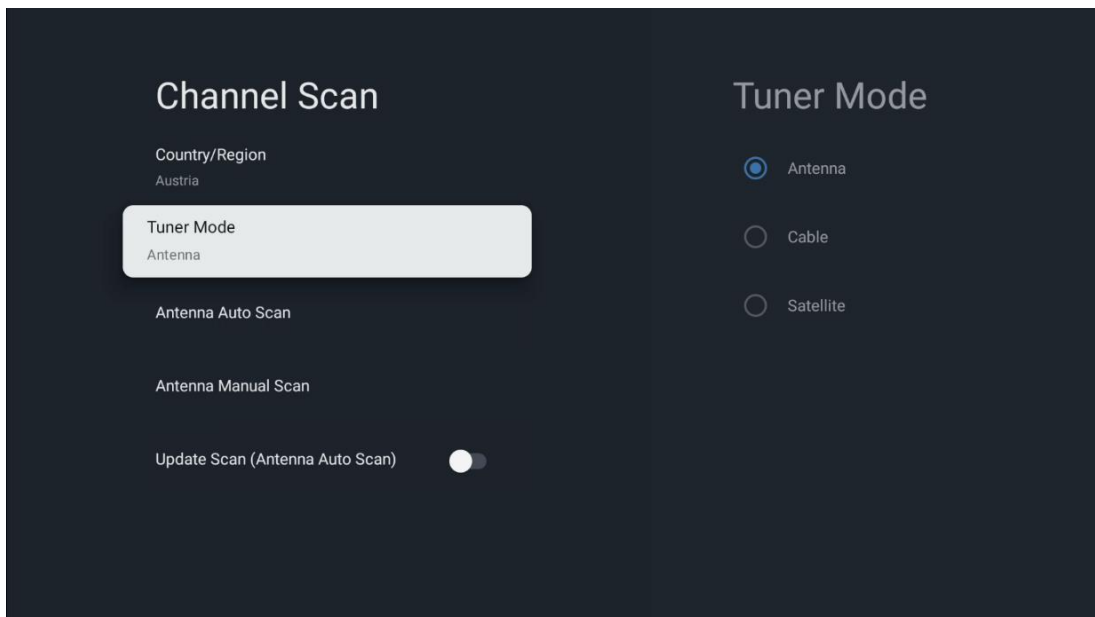 Channel Scan
Country/Region
Austria
Tuner Mode
Antenna
Antenna Auto Scan
Antenna Manual Scan
Update Scan (Antenna Auto Scan)
Tuner Mode
Antenna
Cable
Satellite